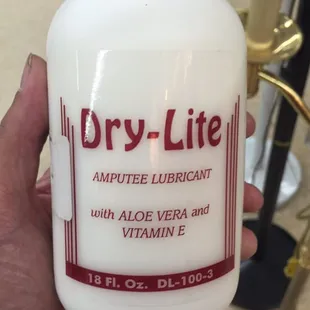 Dry-Lite
AMPUTEE LUBRICANT
with ALOE VERA and
VITAMIN E
18 Fl. Oz. DL-100-3